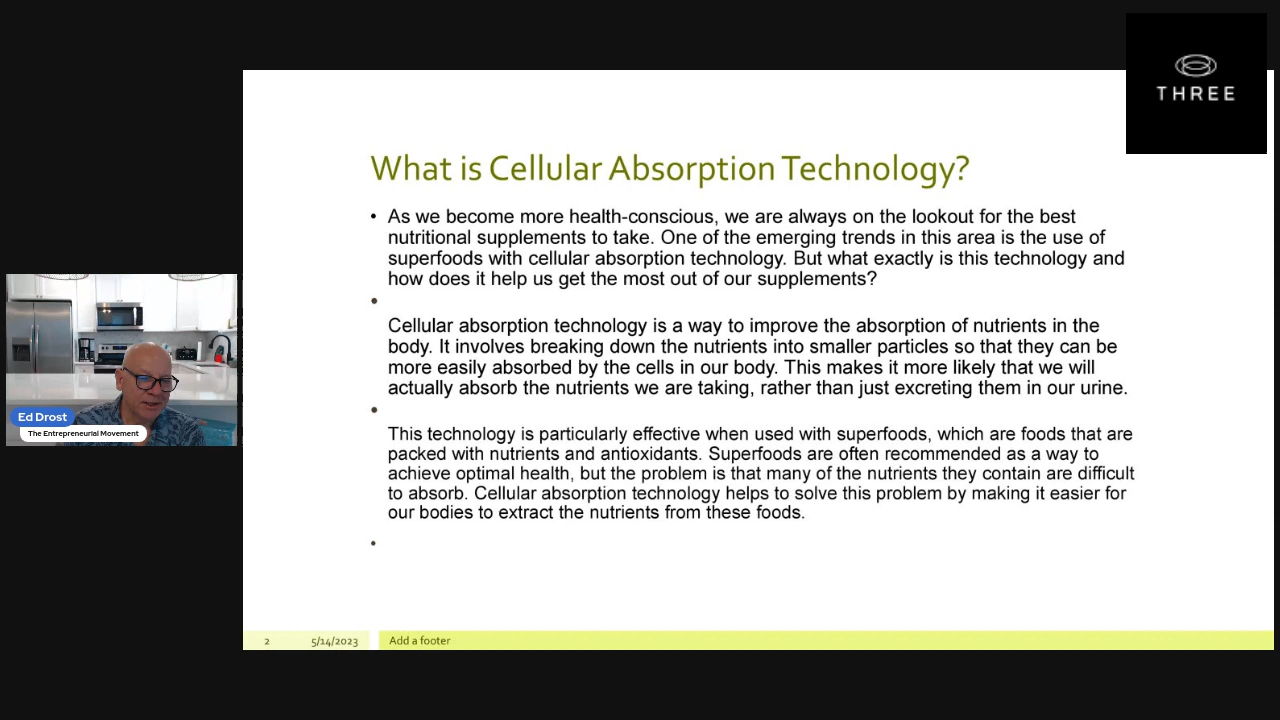 THREE
What is Cellular Absorption Technology?
• As we become more health-conscious, we are always on the lookout for the best
nutritional supplements to take. One of the emerging trends in this area is the use of
superfoods with cellular absorption technology. But what exactly is this technology and
how does it help us get the most out of our supplements?
•
Cellular absorption technology is a way to improve the absorption of nutrients in the
body. It involves breaking down the nutrients into smaller particles so that they can be
more easily absorbed by the cells in our body. This makes it more likely that we will
actually absorb the nutrients we are taking, rather than just excreting them in our urine.
•
This technology is particularly effective when used with superfoods, which are foods that are
packed with nutrients and antioxidants. Superfoods are often recommended as a way to
achieve optimal health, but the problem is that many of the nutrients they contain are difficult
to absorb. Cellular absorption technology helps to solve this problem by making it easier for
our bodies to extract the nutrients from these foods.
•
Ed Drost
The Entrepreneurial Movement
2 5/14/2023 Add a footer